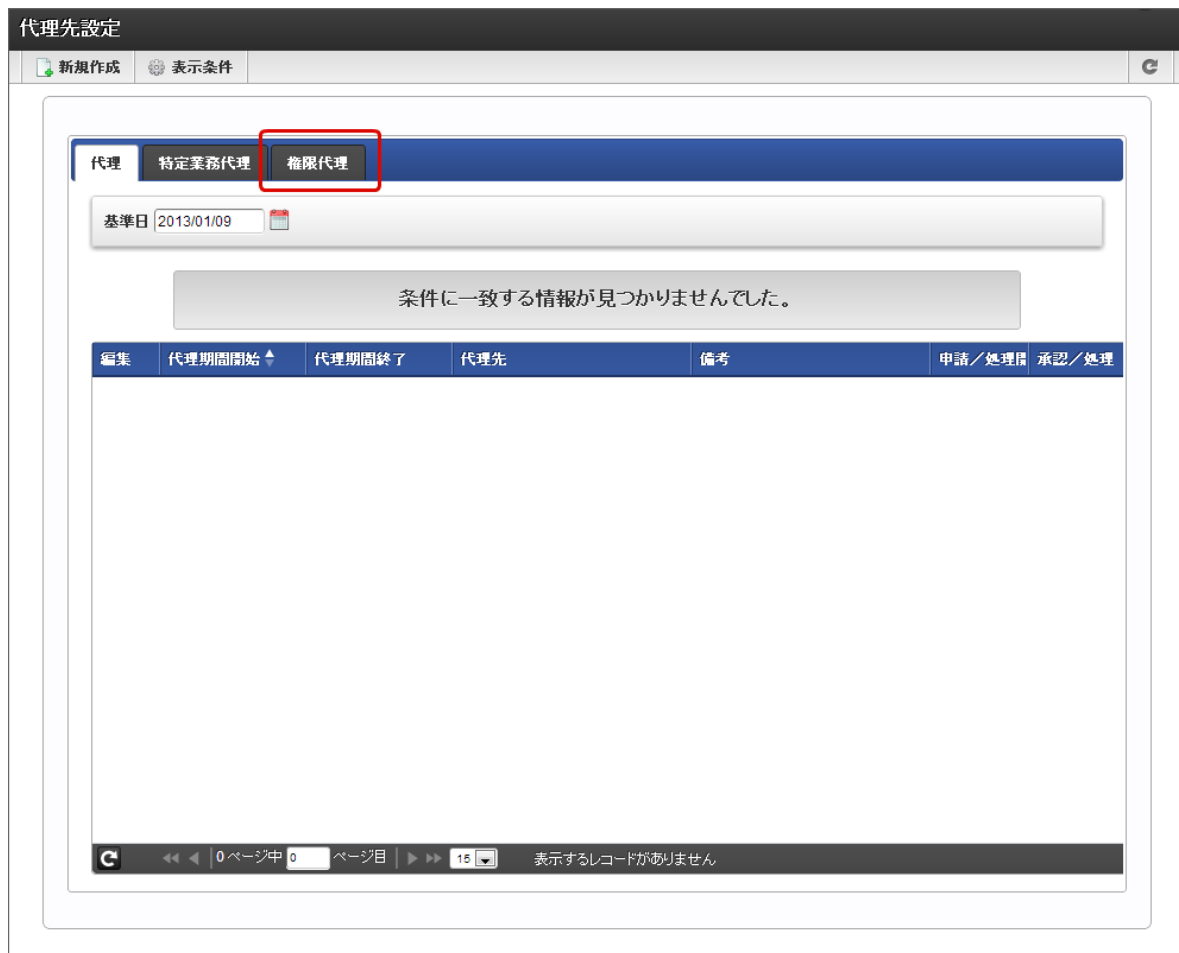 代理先設定
新規作成 表示条件
代理 特定業務代理 権限代理
基準日 2013/01/09
条件に一致する情報が見つかりませんでした。
編集 代理期間開始 代理期間終了 代理先 備考 申請／処理開 承認／処理
0 ページ中 0 ページ目 15 表示するレコードがありません